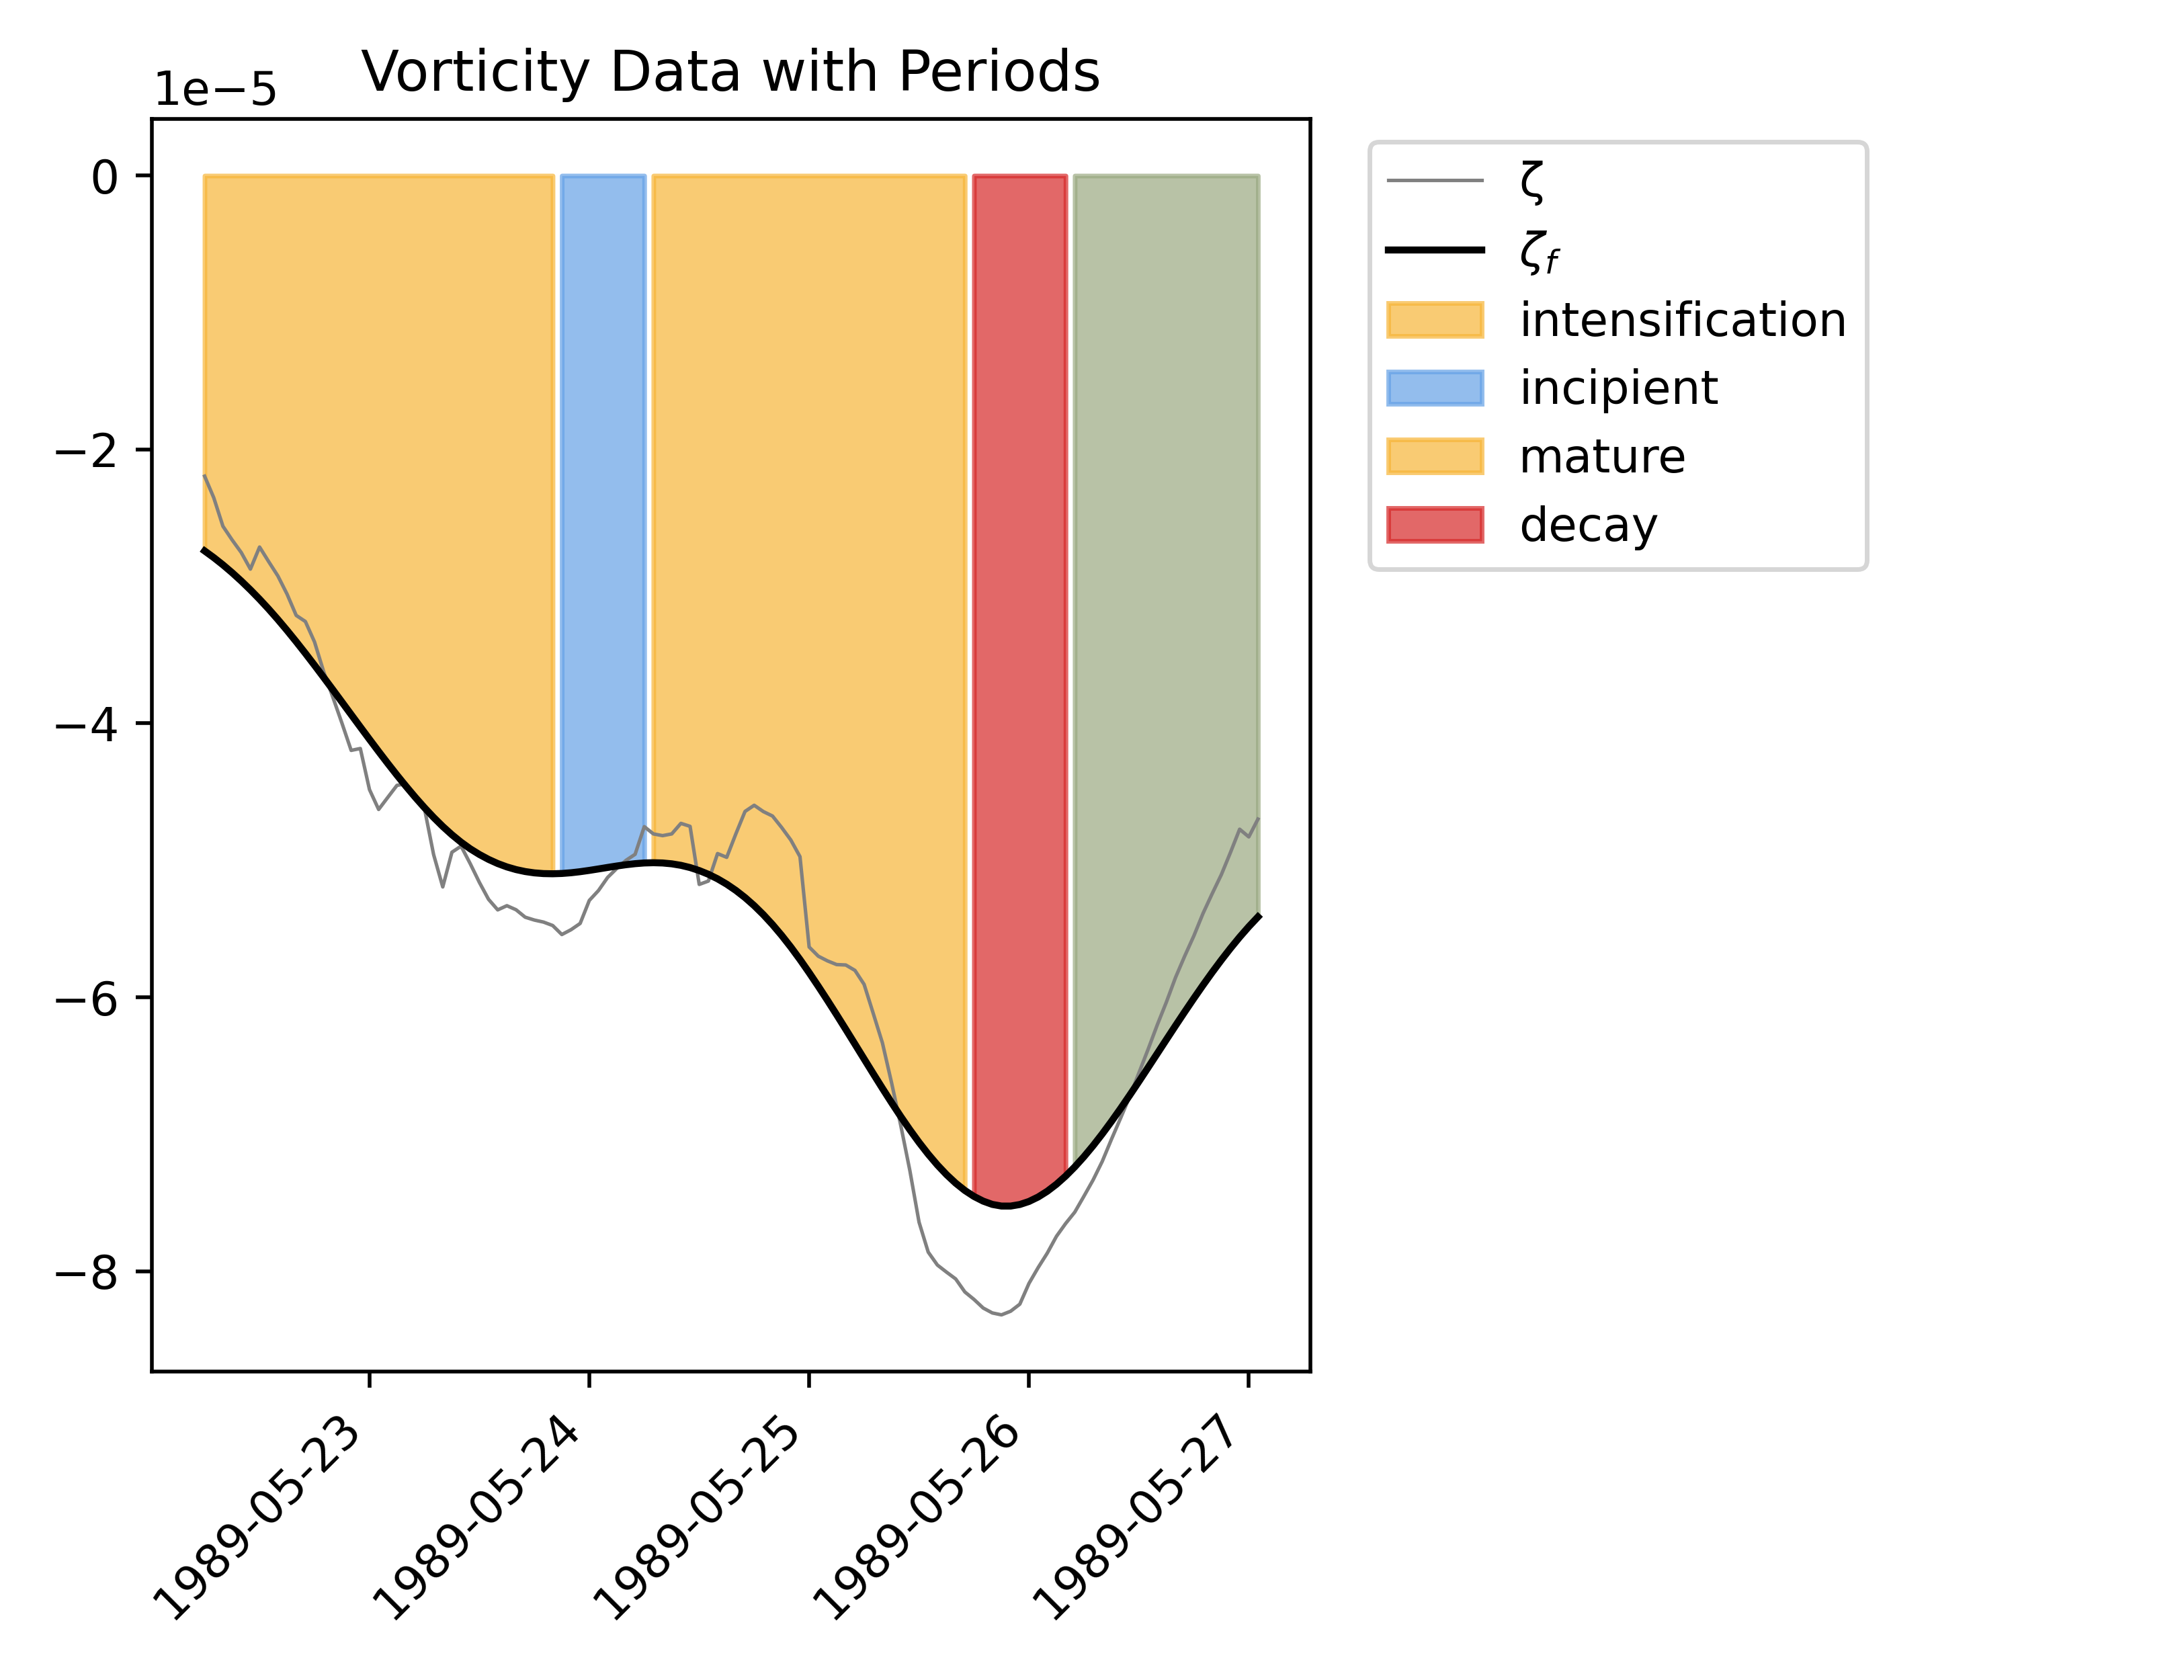 Vorticity Data with Periods
1e−5
0
−2
−4
−6
−8
1989-05-23
1989-05-24
1989-05-25
1989-05-26
1989-05-27
ζ
ζf
intensification
incipient
mature
decay